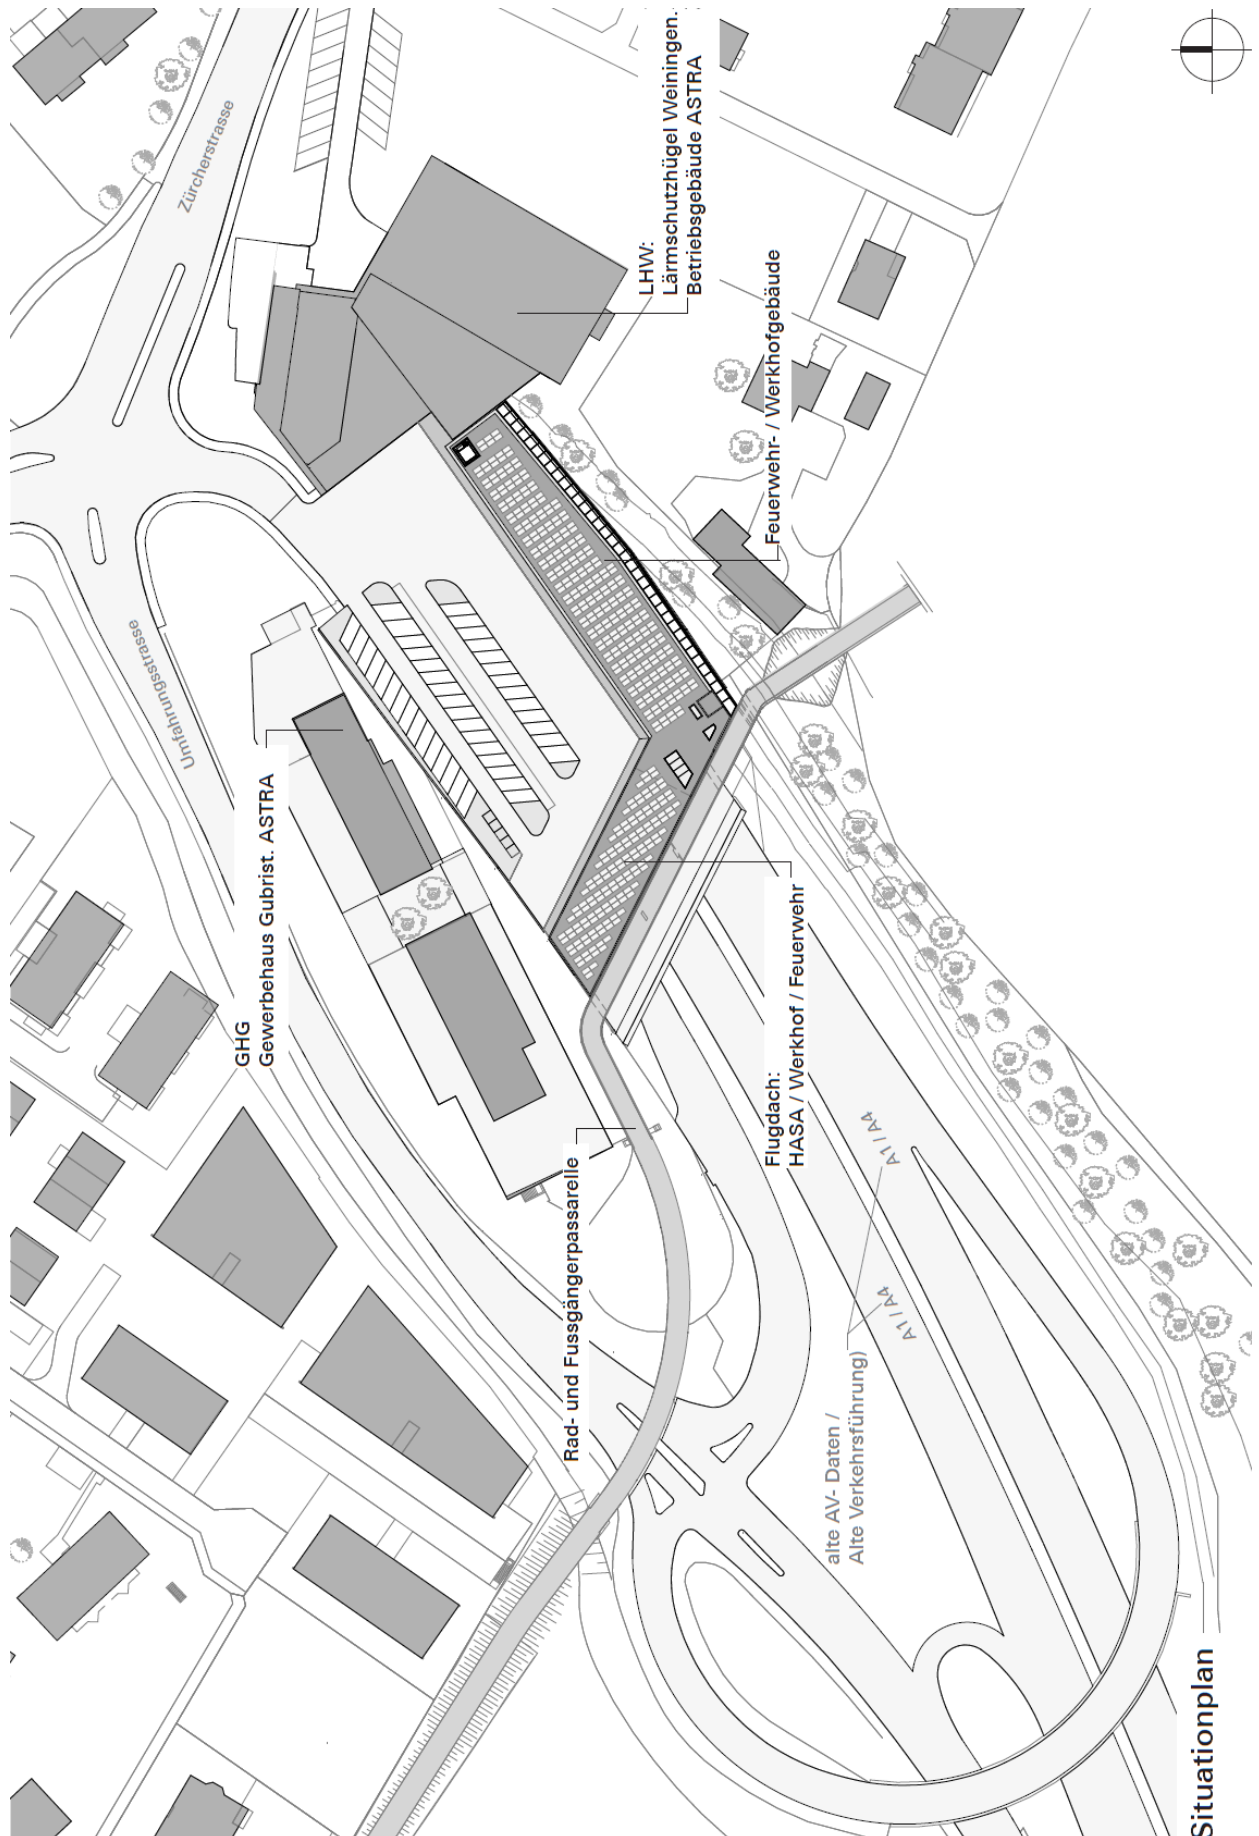 Situationplan
GHG
Gewerbehaus Gubrist. ASTRA
LHW:
Lärmschutzhügel Weiningen.
Betriebsgebäude ASTRA
Feuerwehr- / Werkhofgebäude
Flugdach:
HASA / Werkhof / Feuerwehr
Rad- und Fussgängerpassarelle
alte AV- Daten /
Alte Verkehrsführung)
A1 / A4
A1 / A4
Umfahrungsstrasse
Zürcherstrasse